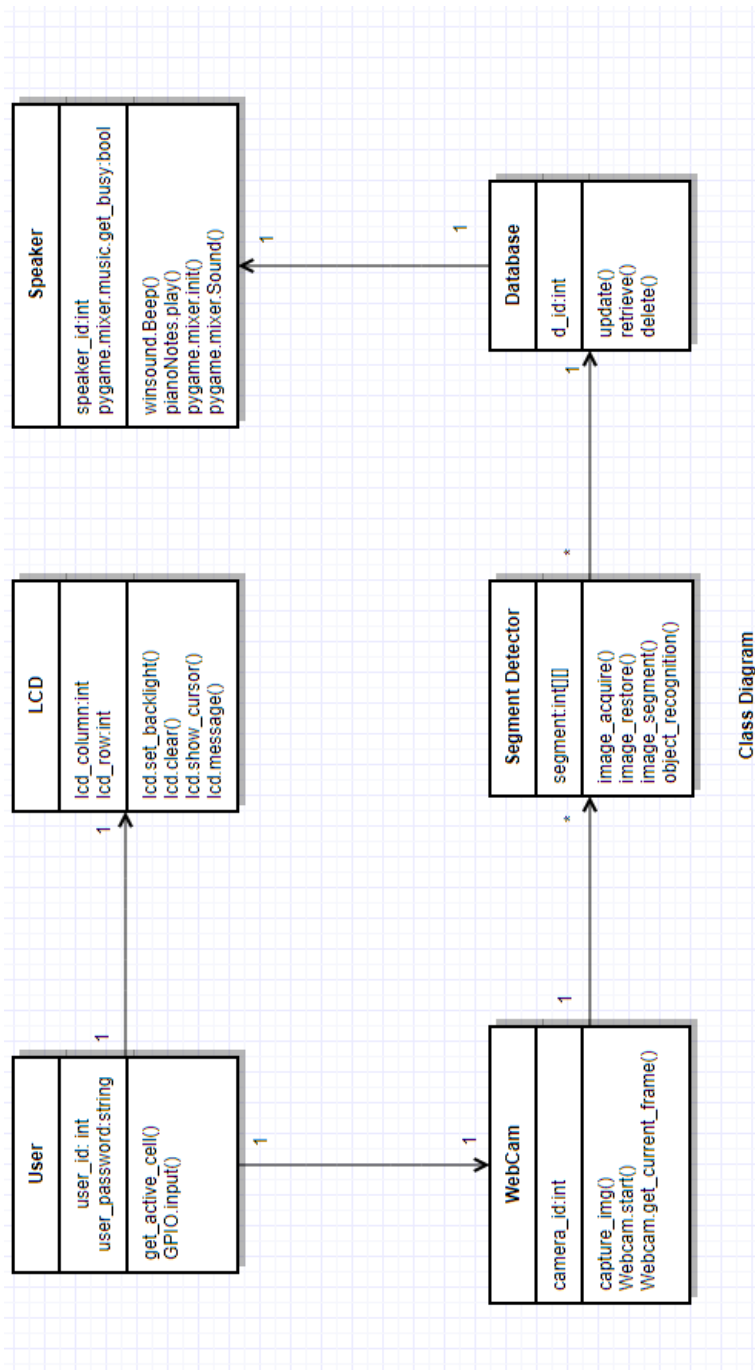 User
user_id: int
user_password:string
get_active_cell()
GPIO.input()
1
1
LCD
lcd_column:int
lcd_row:int
lcd.set_backlight()
lcd.clear()
lcd.show_cursor()
lcd.message()
Speaker
speaker_id:int
pygame.mixer.music.get_busy:bool
winsound.Beep()
pianoNotes.play()
pygame.mixer.init()
pygame.mixer.Sound()
1
1
1
1
WebCam
camera_id:int
capture_img()
Webcam.start()
Webcam.get_current_frame()
1
*
Segment Detector
segment:int[][]
image_acquire()
image_restore()
image_segment()
object_recognition()
*
1
Database
d_id:int
update()
retrieve()
delete()
Class Diagram